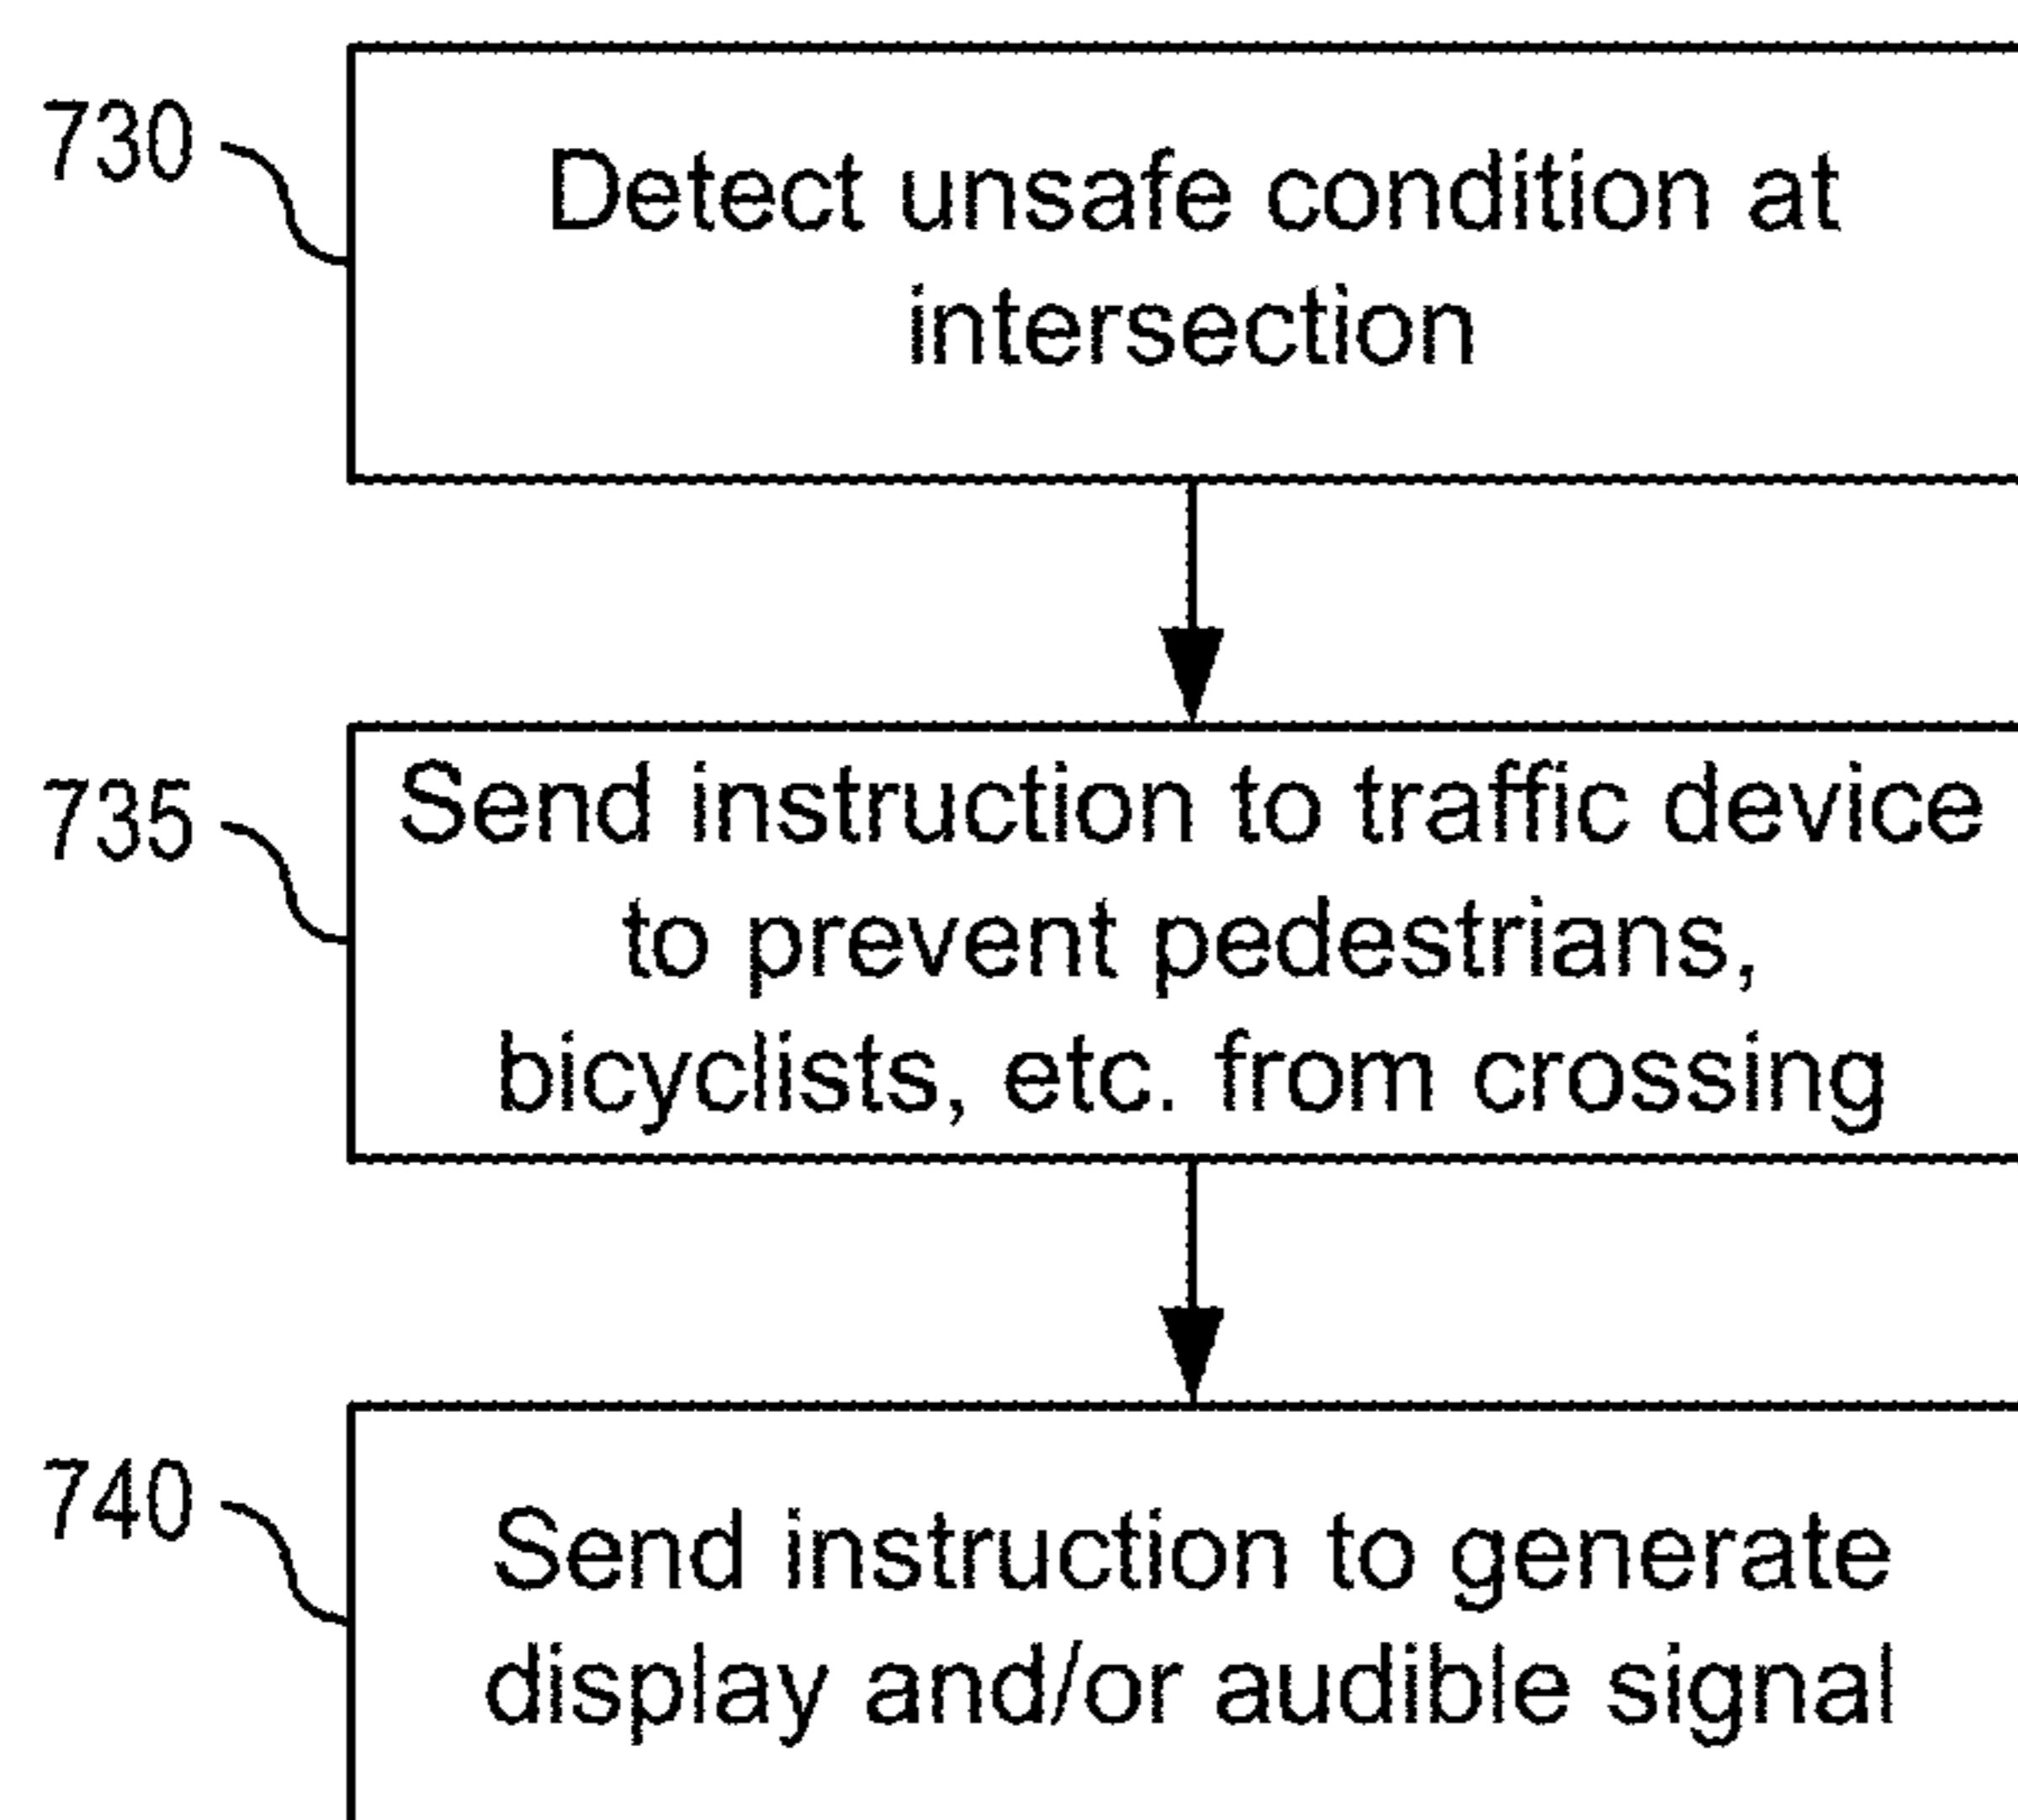 730
Detect unsafe condition at
intersection
735
Send instruction to traffic device
to prevent pedestrians,
bicyclists, etc. from crossing
740
Send instruction to generate
display and/or audible signal